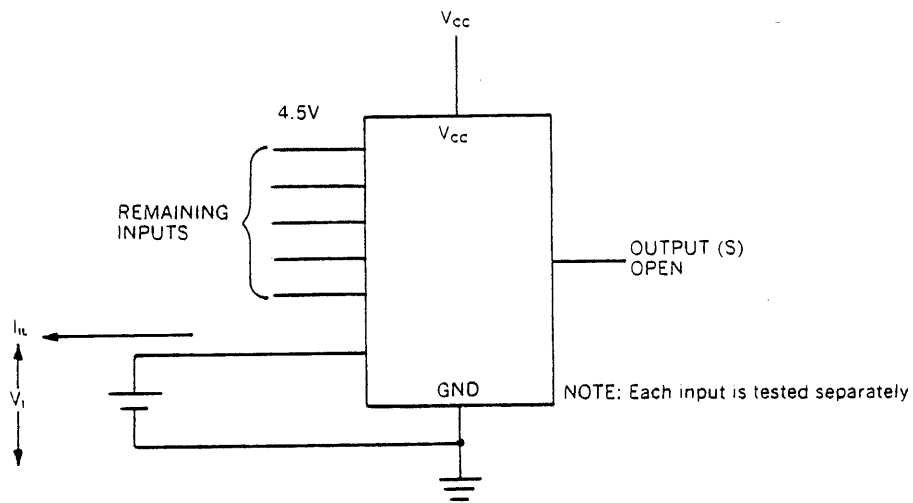 Vcc
4.5V
Vcc
REMAINING
INPUTS
OUTPUT (S)
OPEN
IIL
VI
GND
NOTE: Each input is tested separately